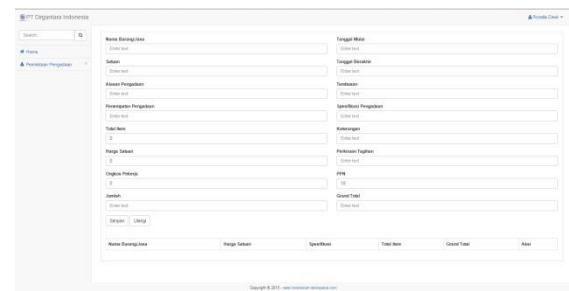 PT Dirgantara Indonesia
Search...
Home
Permintaan Pengadaan
Nama Barang/Jasa
Enter text
Satuan
Enter text
Alasan Pengadaan
Enter text
Penempatan Pengadaan
Enter text
Total Item
0
Harga Satuan
0
Ongkos Pekerja
0
Jumlah
Enter text
Tanggal Mulai
Enter text
Tanggal Berakhir
Enter text
Tembusan
Enter text
Spesifikasi Pengadaan
Enter text
Keterangan
Enter text
Perkiraan Tagihan
Enter text
PPN
10
Grand Total
Enter text
Simpan Ulangi
Nama Barang/Jasa Harga Satuan Spesifikasi Total Item Grand Total Aksi
Copyright © 2015 -